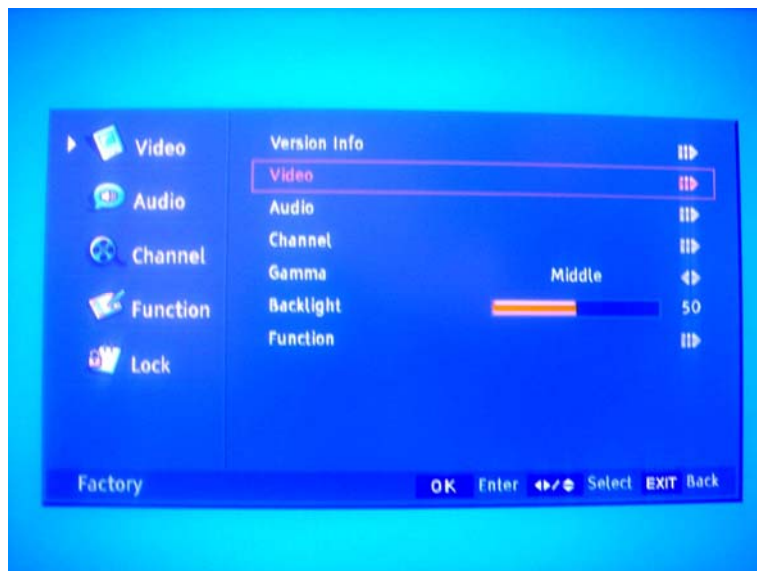 Video
Audio
Channel
Function
Lock
Version Info
Video
Audio
Channel
Gamma Middle
Backlight 50
Function
Factory OK Enter Select EXIT Back